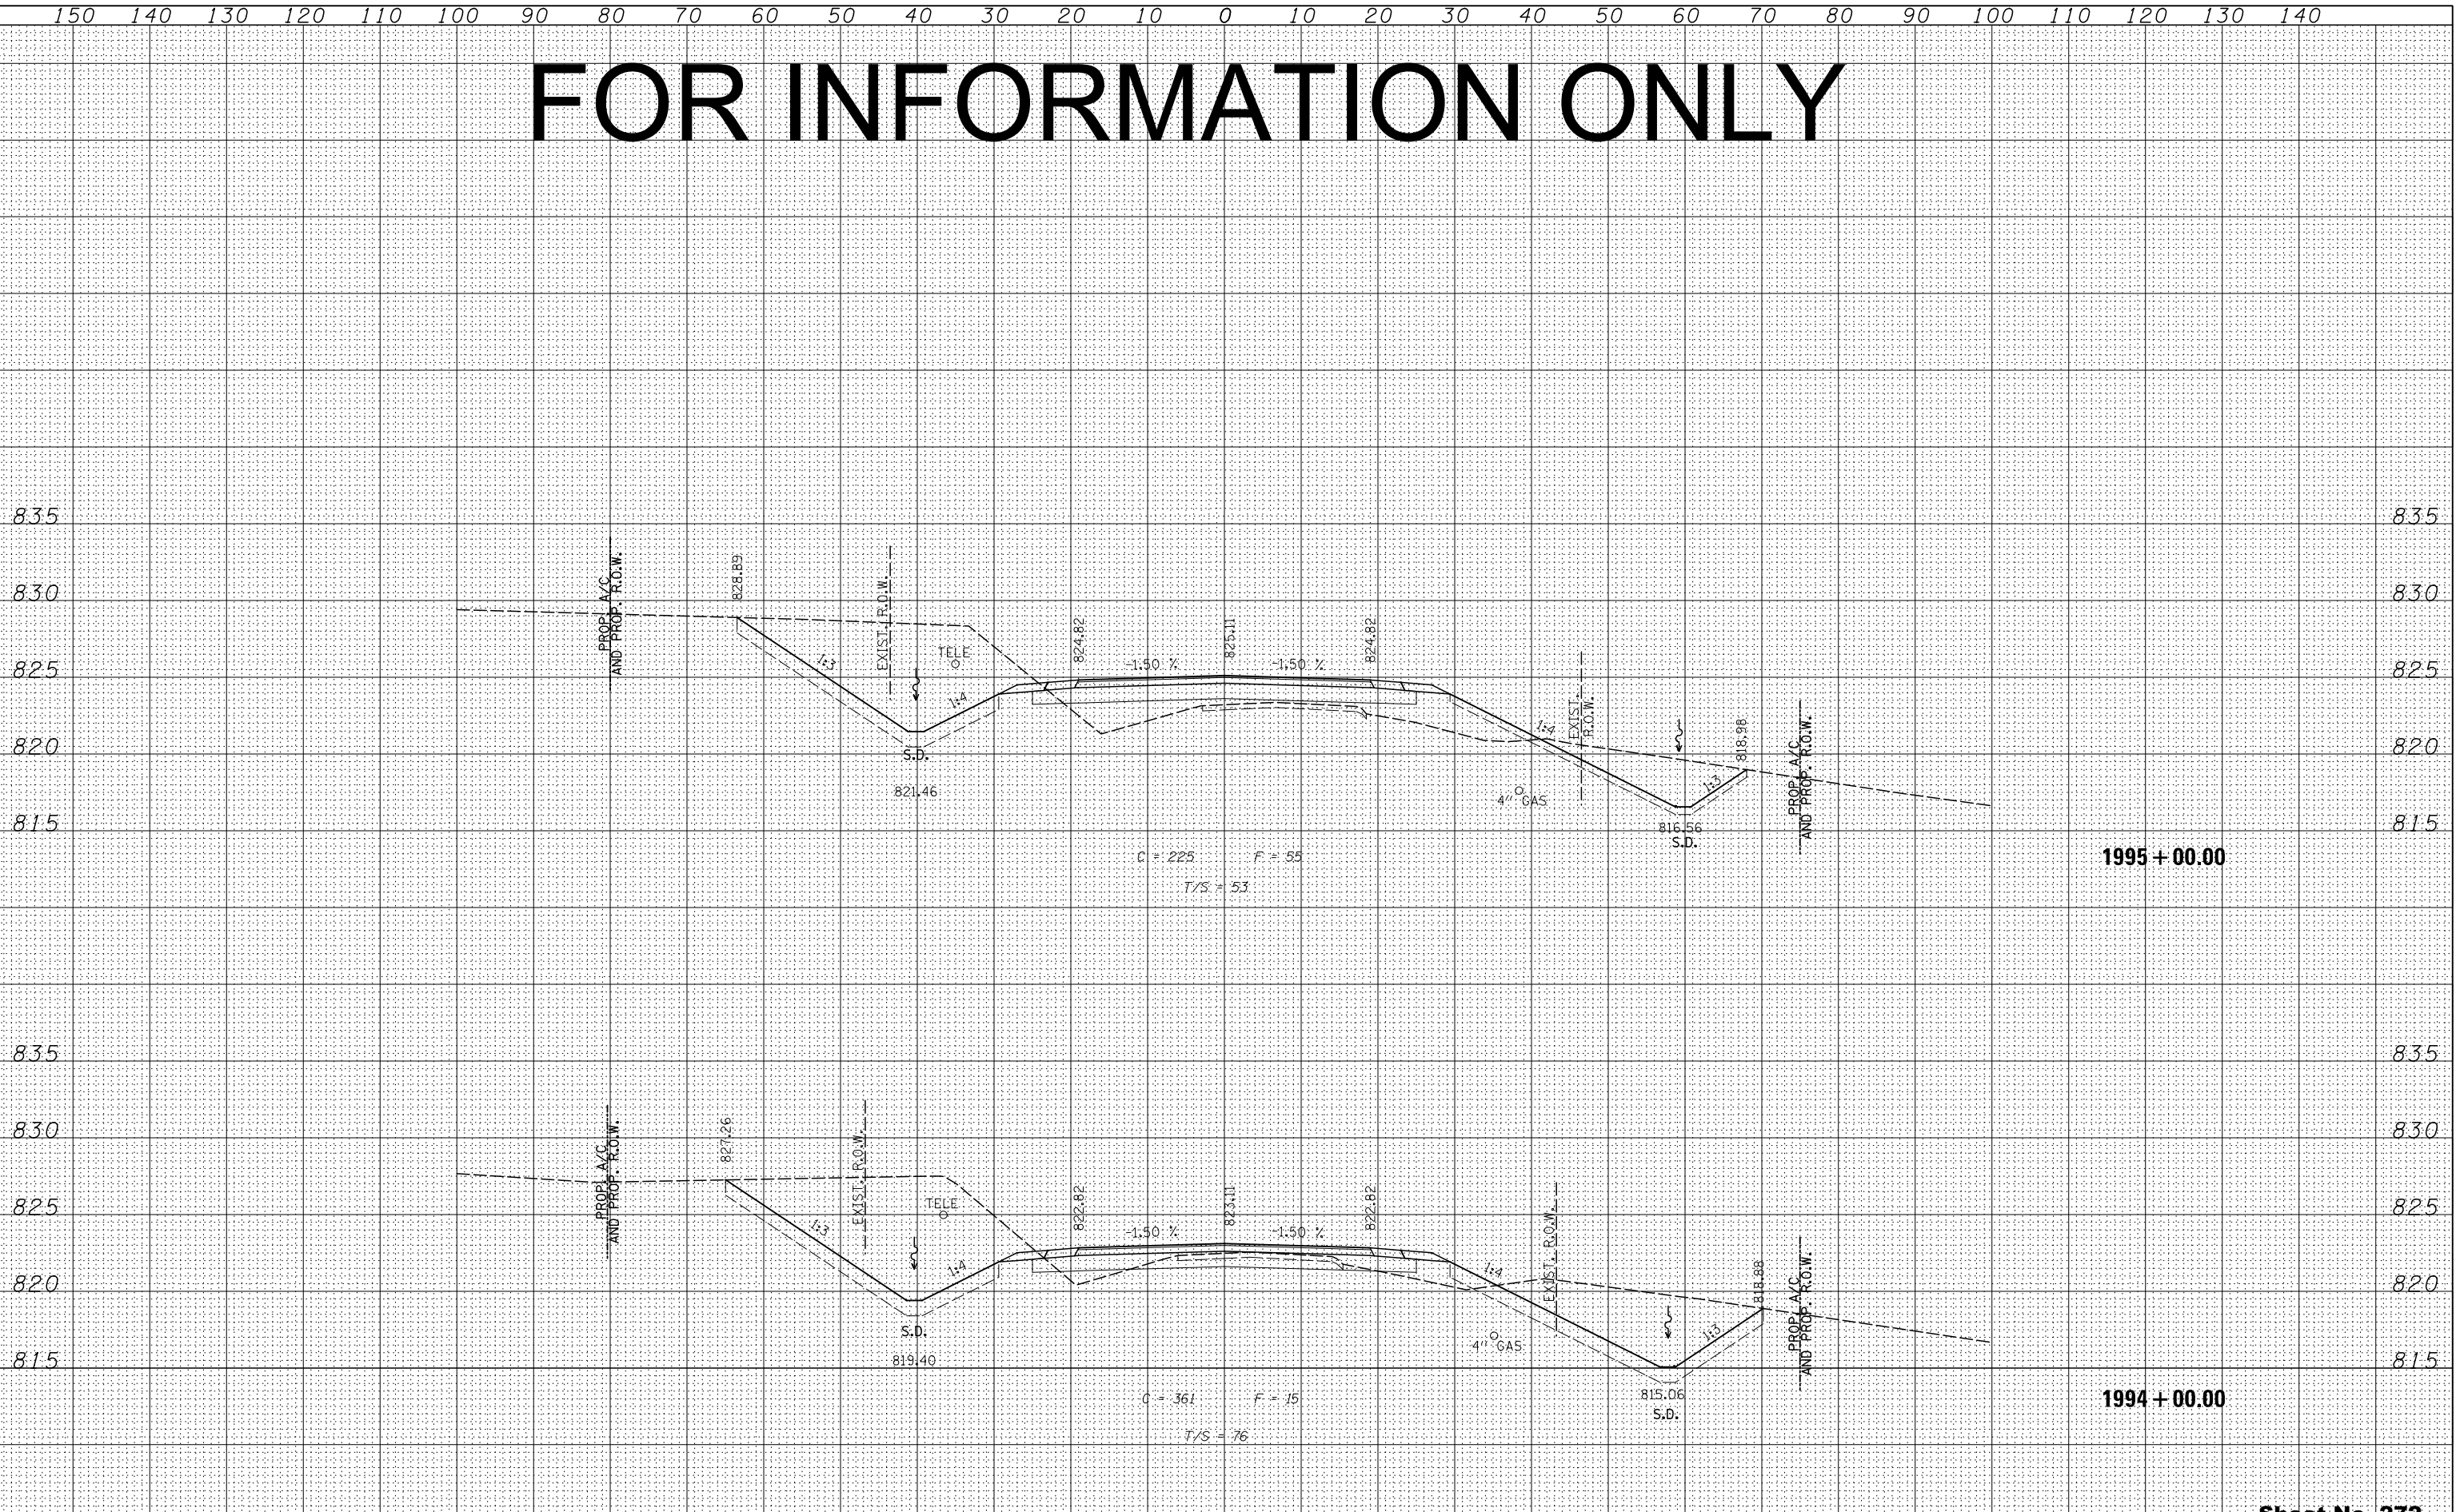 150 140 130 120 110 100 90 80 70 60 50 40 30 20 10 0 10 20 30 40 50 60 70 80 90 100 110 120 130 140
FOR INFORMATION ONLY
835 835
830 830
825 825
820 820
815 815
PROP. A/C
AND PROP. R.O.W.
828.89
EXIST. R.O.W.
TELE
1:3
1:4
S.D.
821.46
824.82
-1.50 %
825.11
-1.50 %
824.82
1:4
EXIST.
R.O.W.
4" GAS
1:3
818.98
816.56
S.D.
PROP. A/C
AND PROP. R.O.W.
C = 225 F = 55
T/S = 53
1995 + 00.00
835 835
830 830
825 825
820 820
815 815
PROP. A/C
AND PROP. R.O.W.
827.26
EXIST. R.O.W.
TELE
1:3
1:4
S.D.
819.40
822.82
-1.50 %
823.11
-1.50 %
822.82
1:4
EXIST. R.O.W.
4" GAS
1:3
818.88
815.06
S.D.
PROP. A/C
AND PROP. R.O.W.
C = 361 F = 15
T/S = 76
1994 + 00.00